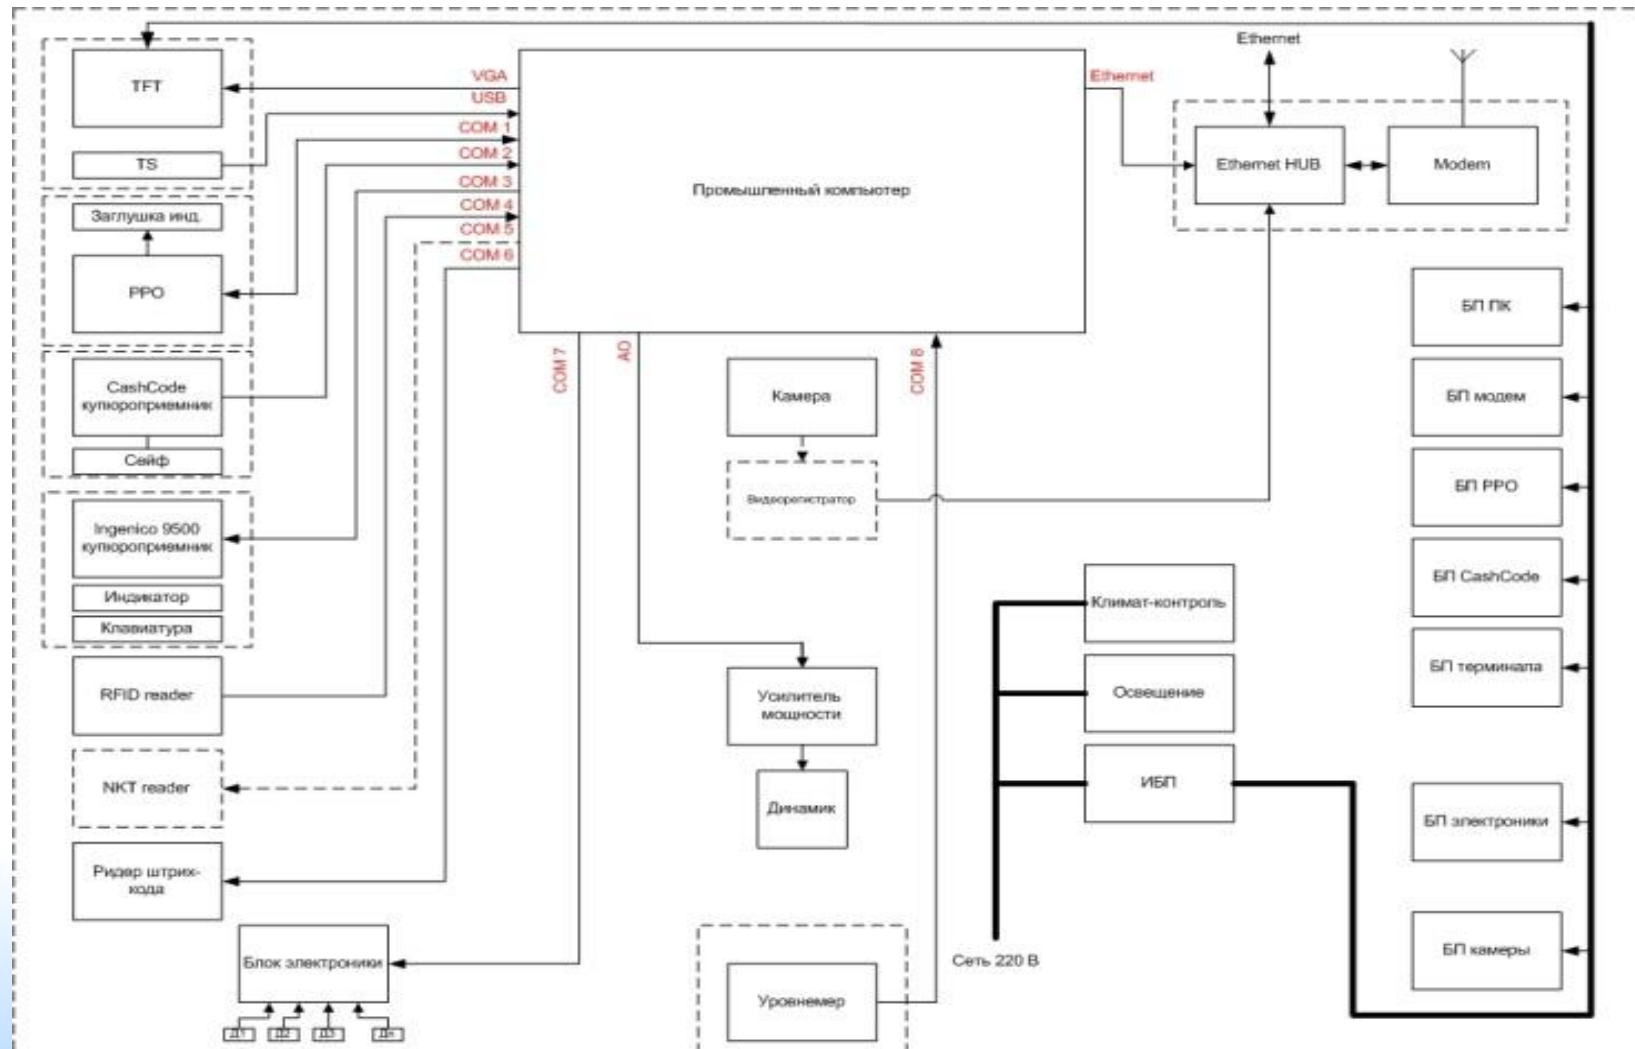 Ethernet
TFT
VGA
Ethernet
USB
COM 1
TS
COM 2
Ethernet HUB
Modem
COM 3
Промышленный компьютер
COM 4
Заглушка инд.
COM 5
COM 6
PPO
БП ПК
COM 7
AO
COM 8
CashCode
купюроприемник
Камера
БП модем
Сейф
Видеорегистратор
БП PPO
Ingenico 9500
купюроприемник
БП CashCode
Индикатор
Климат-контроль
Клавиатура
БП терминала
RFID reader
Усилитель
мощности
Освещение
NKT reader
ИБП
Динамик
БП электроники
Ридер штрих-
кода
Блок электроники
Сеть 220 В
БП камеры
Уровнемер
Д1
Д2
Д3